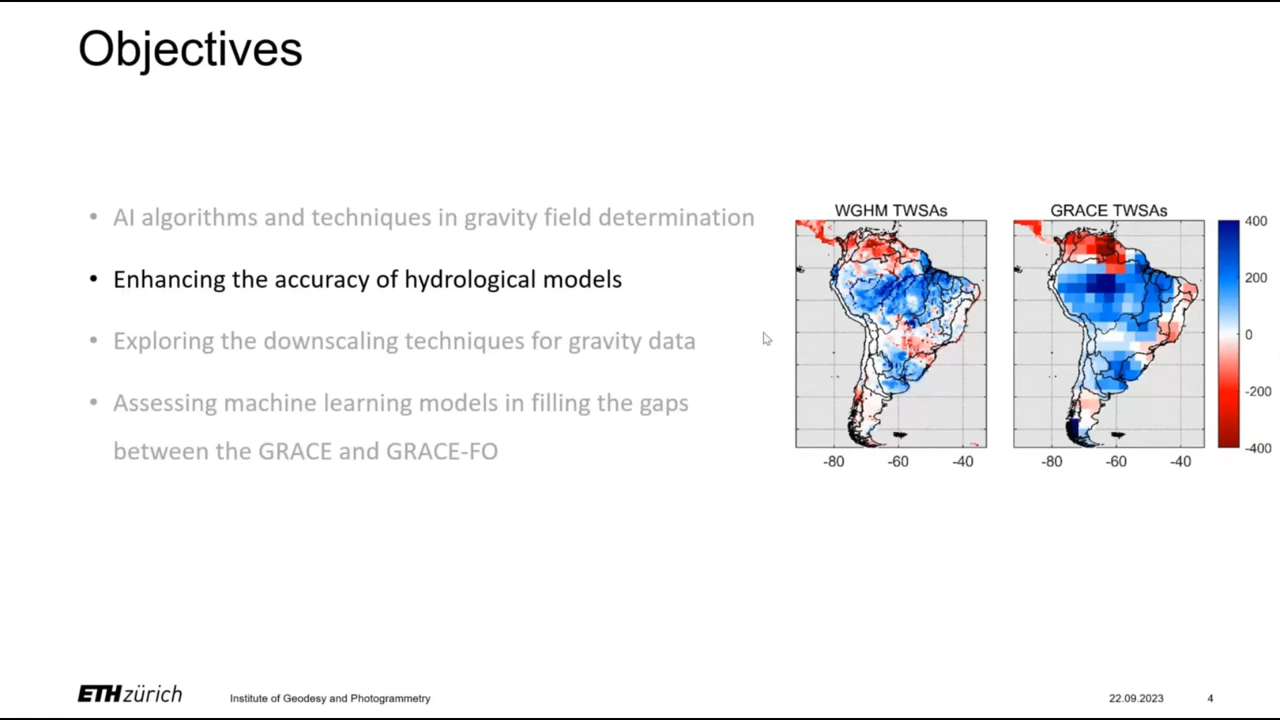 Objectives
• AI algorithms and techniques in gravity field determination
• Enhancing the accuracy of hydrological models
• Exploring the downscaling techniques for gravity data
• Assessing machine learning models in filling the gaps
between the GRACE and GRACE-FO
WGHM TWSAs
GRACE TWSAs
400
200
0
-200
-400
-80 -60 -40
-80 -60 -40
ETH zürich
Institute of Geodesy and Photogrammetry
22.09.2023
4